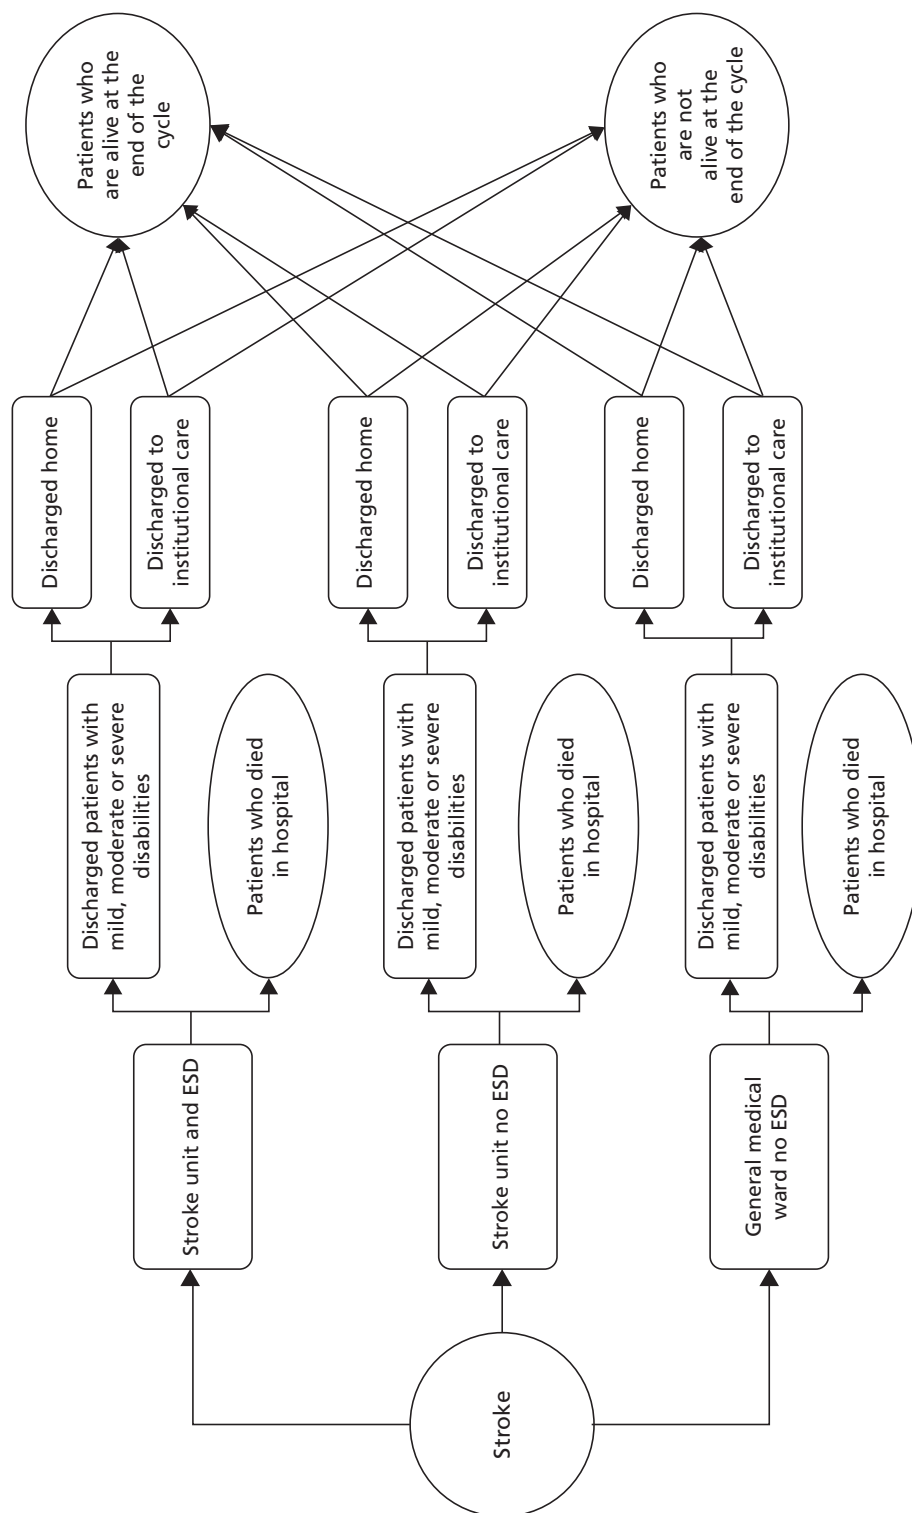 Stroke
Stroke unit and ESD
Stroke unit no ESD
General medical
ward no ESD
Discharged patients with
mild, moderate or severe
disabilities
Patients who died
in hospital
Discharged patients with
mild, moderate or severe
disabilities
Patients who died
in hospital
Discharged patients with
mild, moderate or severe
disabilities
Patients who died
in hospital
Discharged home
Discharged to
institutional care
Discharged home
Discharged to
institutional care
Discharged home
Discharged to
institutional care
Patients who
are alive at the
end of the
cycle
Patients who
are not
alive at the
end of the cycle